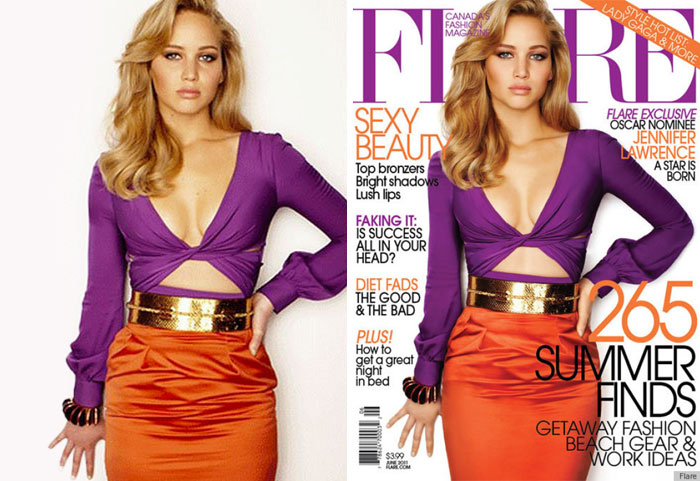 FLARE
CANADA'S
FASHION
MAGAZINE
STYLE HOT LIST
LADY GAGA & MORE
SEXY
BEAUTY
Top bronzers
Bright shadows
Lush lips
FLARE EXCLUSIVE
OSCAR NOMINEE
JENNIFER
LAWRENCE
A STAR IS
BORN
FAKING IT:
IS SUCCESS
ALL IN YOUR
HEAD?
DIET FADS
THE GOOD
& THE BAD
PLUS!
How to
get a great
night
in bed
265
SUMMER
FINDS
GETAWAY FASHION
BEACH GEAR &
WORK IDEAS
$3.99
JUNE 2011
FLARE.COM
06
Flare